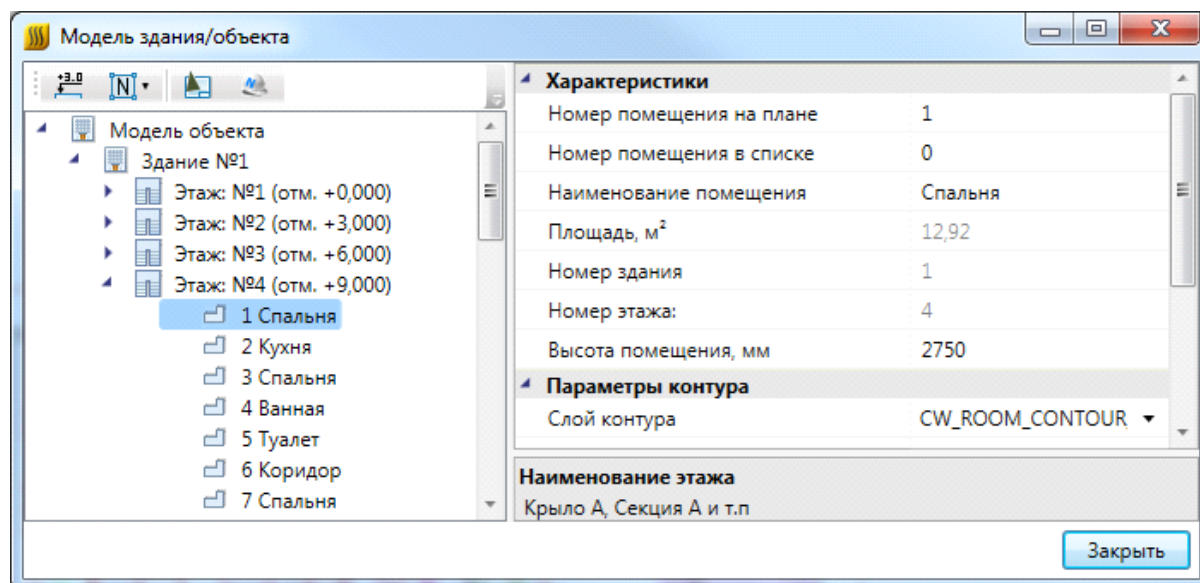 Модель здания/объекта
+3.0
N
Модель объекта
Здание №1
Этаж: №1 (отм. +0,000)
Этаж: №2 (отм. +3,000)
Этаж: №3 (отм. +6,000)
Этаж: №4 (отм. +9,000)
1 Спальня
2 Кухня
3 Спальня
4 Ванная
5 Туалет
6 Коридор
7 Спальня
Характеристики
Номер помещения на плане 1
Номер помещения в списке 0
Наименование помещения Спальня
Площадь, м² 12,92
Номер здания 1
Номер этажа: 4
Высота помещения, мм 2750
Параметры контура
Слой контура CW_ROOM_CONTOUR_
Наименование этажа
Крыло А, Секция А и т.п
Закрыть